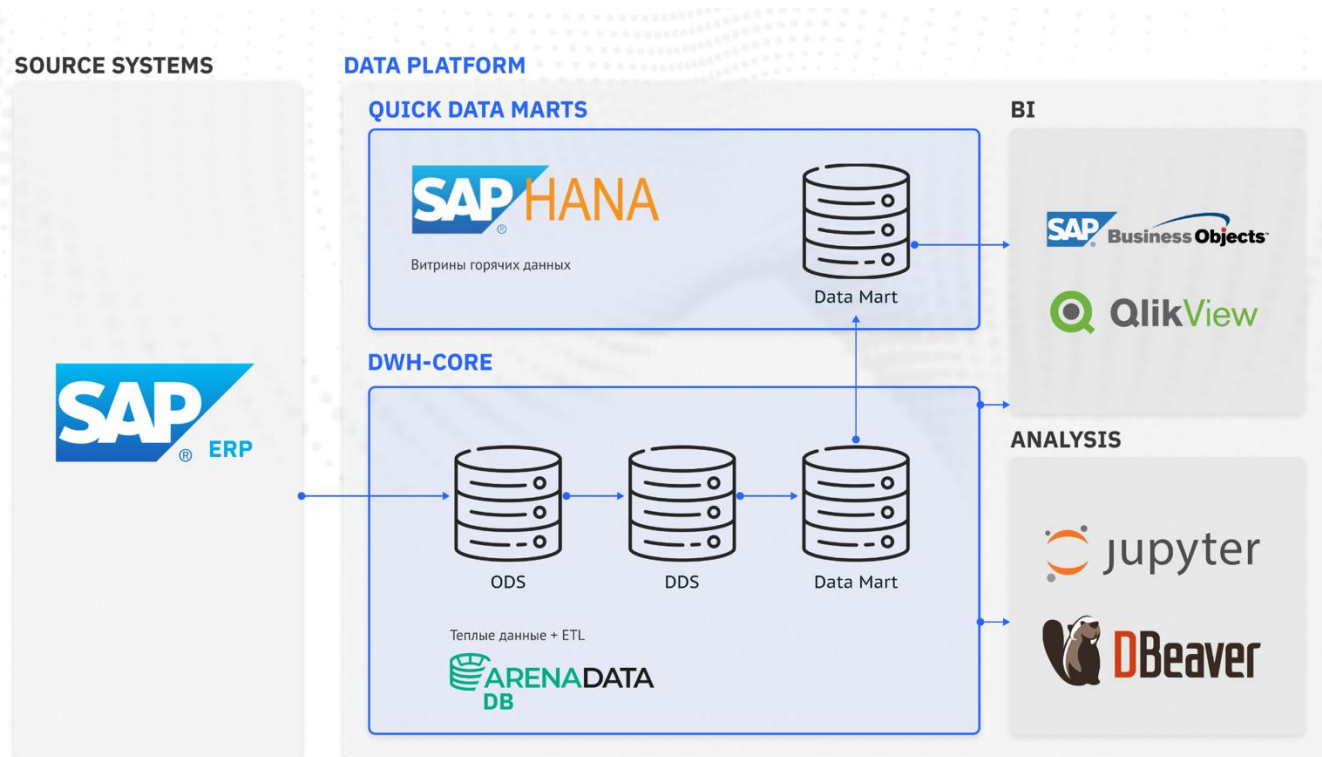 SOURCE SYSTEMS
SAP
®
ERP
DATA PLATFORM
QUICK DATA MARTS
SAP HANA
®
Витрины горячих данных
Data Mart
DWH-CORE
ODS
DDS
Data Mart
Теплые данные + ETL
ARENADATA
DB
BI
SAP Business Objects™
QlikView
ANALYSIS
jupyter
DBeaver